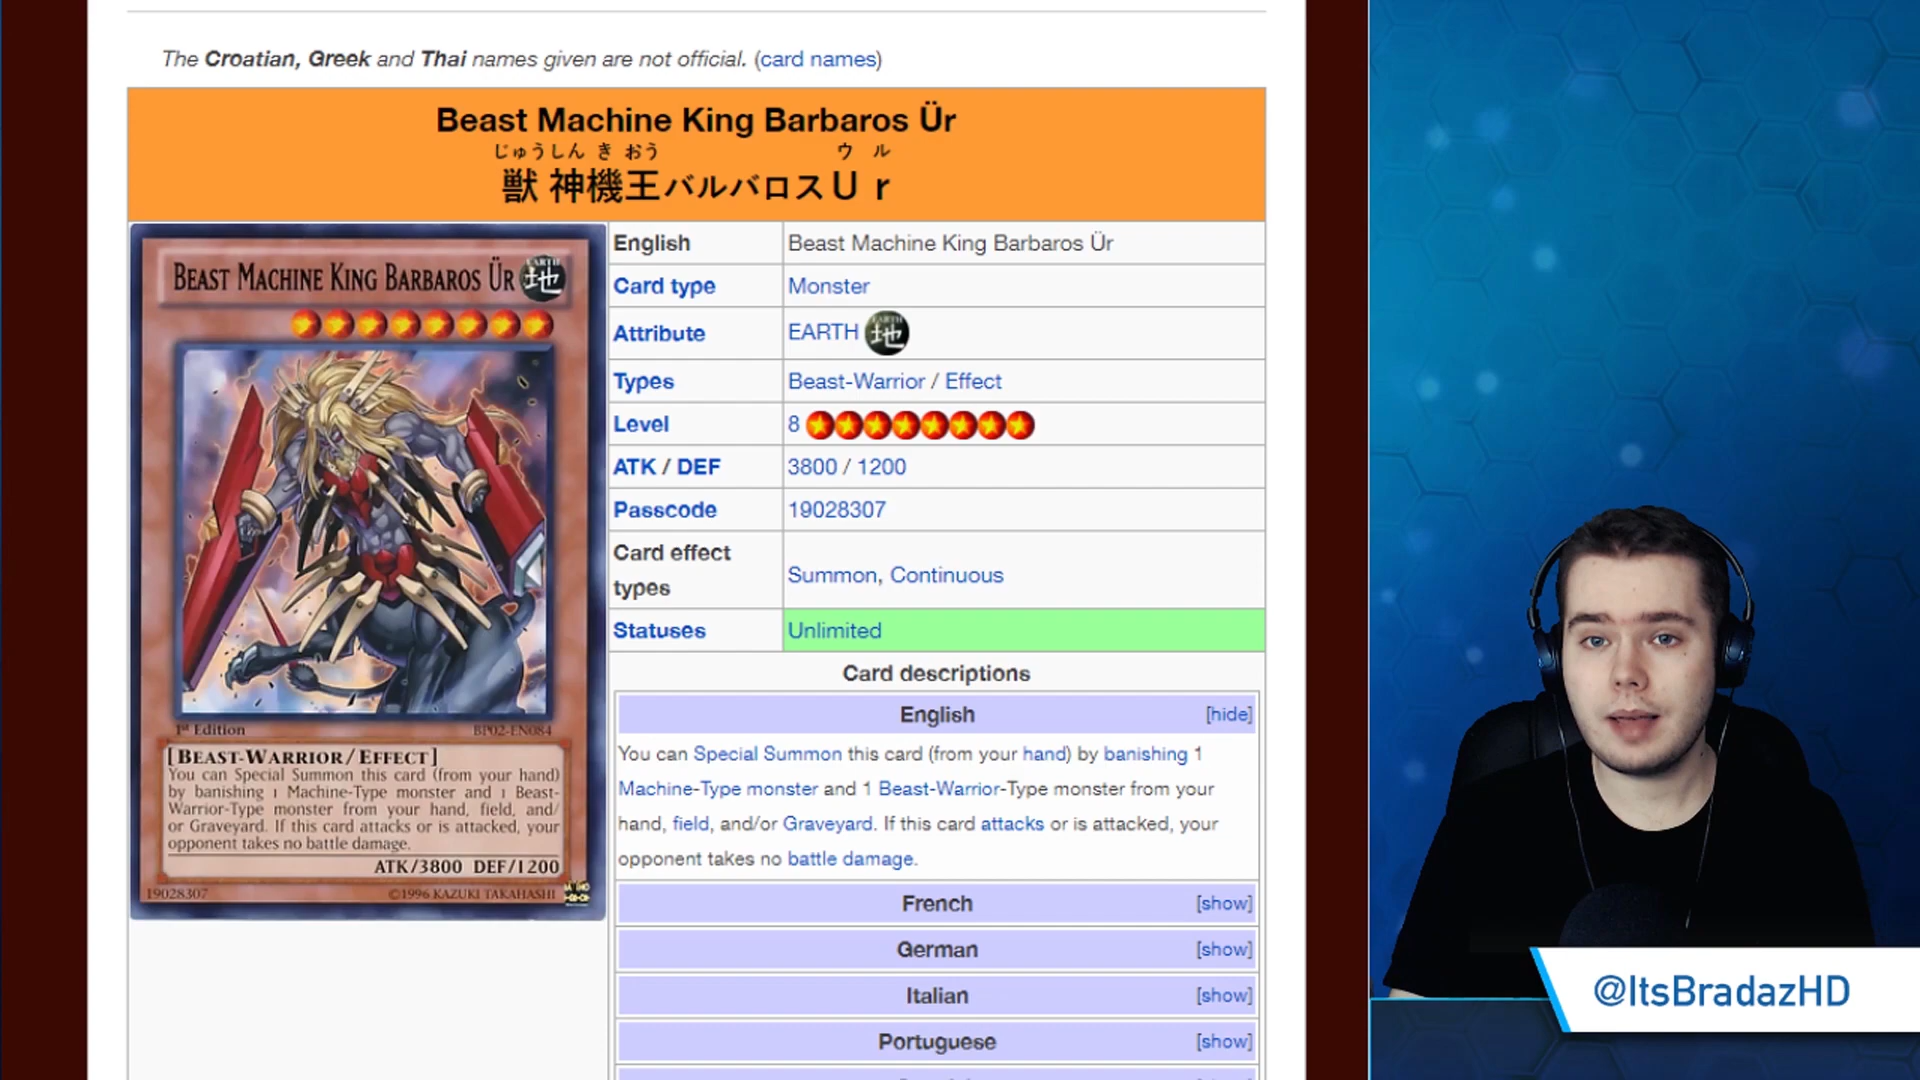 The Croatian, Greek and Thai names given are not official. (card names)
Beast Machine King Barbaros Ür
じゅうしん き おう ウル
獣神機王バルバロスＵｒ
BEAST MACHINE KING BARBAROS ÜR
EARTH
地
1st Edition
BP02-EN084
[BEAST-WARRIOR/EFFECT]
You can Special Summon this card (from your hand)
by banishing 1 Machine-Type monster and 1 Beast-
Warrior-Type monster from your hand, field, and/
or Graveyard. If this card attacks or is attacked, your
opponent takes no battle damage.
ATK/3800 DEF/1200
19028307
©1996 KAZUKI TAKAHASHI
English Beast Machine King Barbaros Ür
Card type Monster
Attribute EARTH EARTH 地
Types Beast-Warrior / Effect
Level 8
ATK / DEF 3800 / 1200
Passcode 19028307
Card effect
types
Summon, Continuous
Statuses Unlimited
Card descriptions
English [hide]
You can Special Summon this card (from your hand) by banishing 1
Machine-Type monster and 1 Beast-Warrior-Type monster from your
hand, field, and/or Graveyard. If this card attacks or is attacked, your
opponent takes no battle damage.
French [show]
German [show]
Italian [show]
Portuguese [show]
@ItsBradazHD